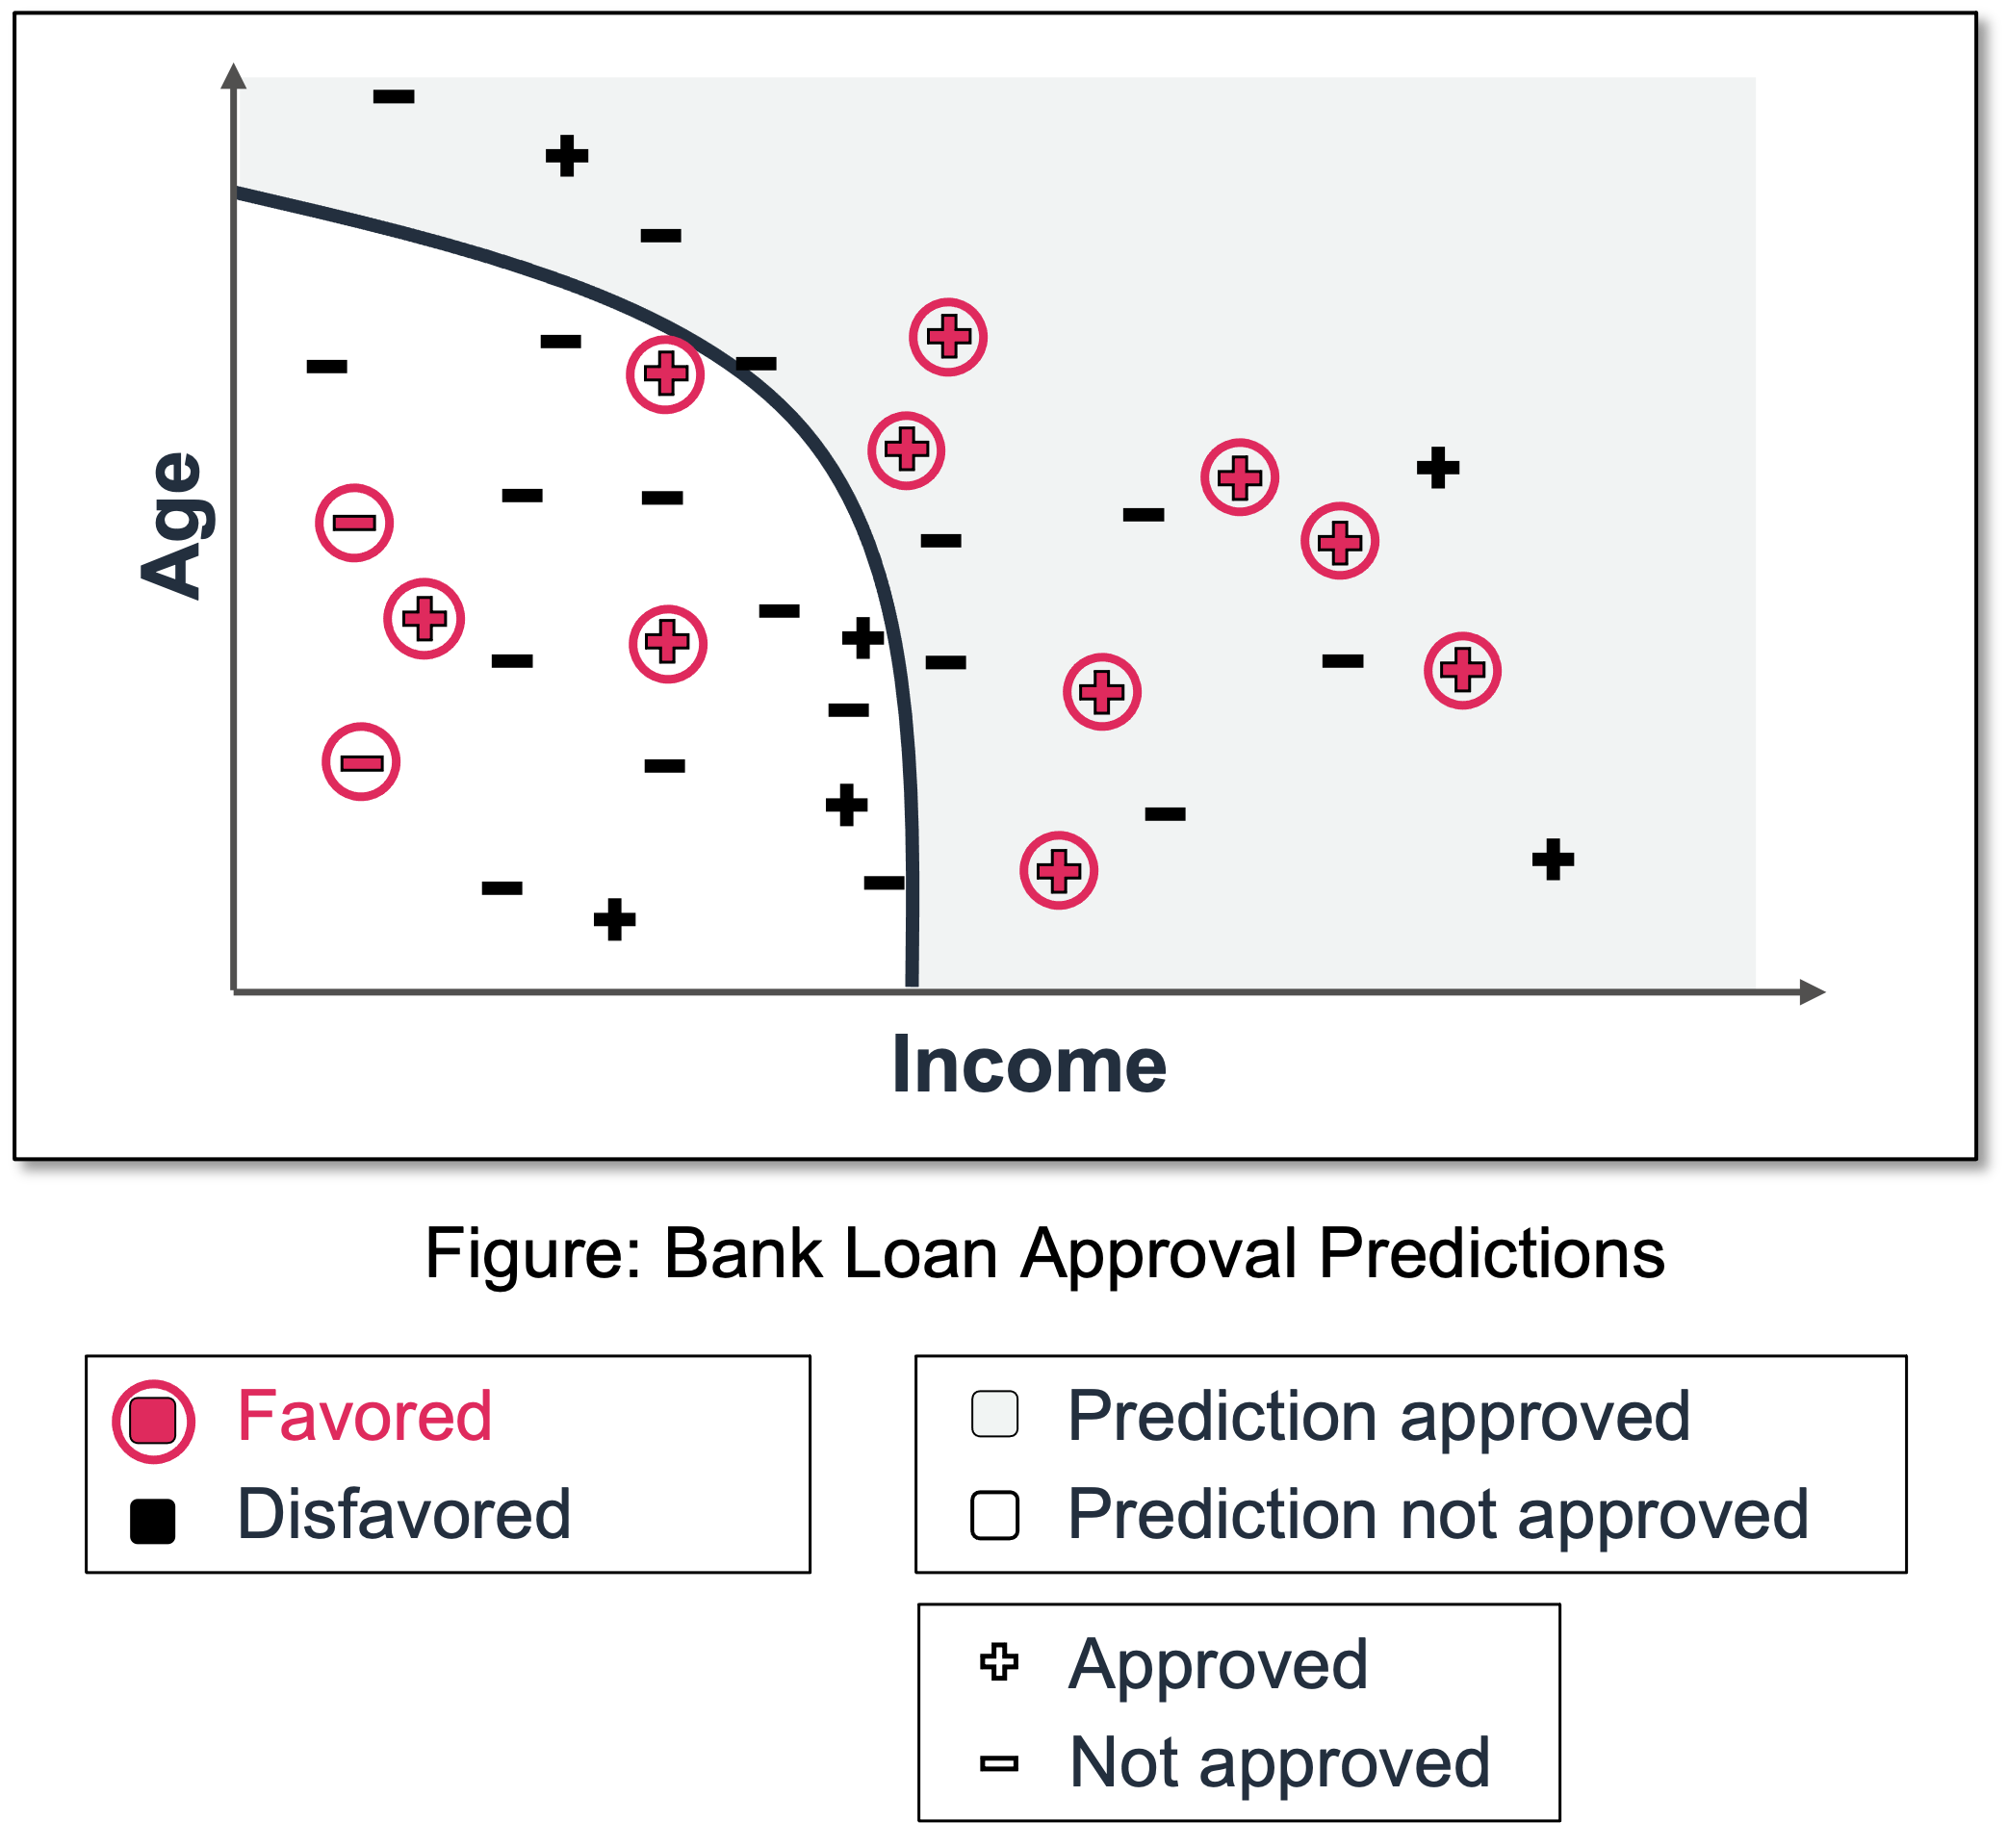 Age
Income
Figure: Bank Loan Approval Predictions
Favored
Disfavored
Prediction approved
Prediction not approved
Approved
Not approved